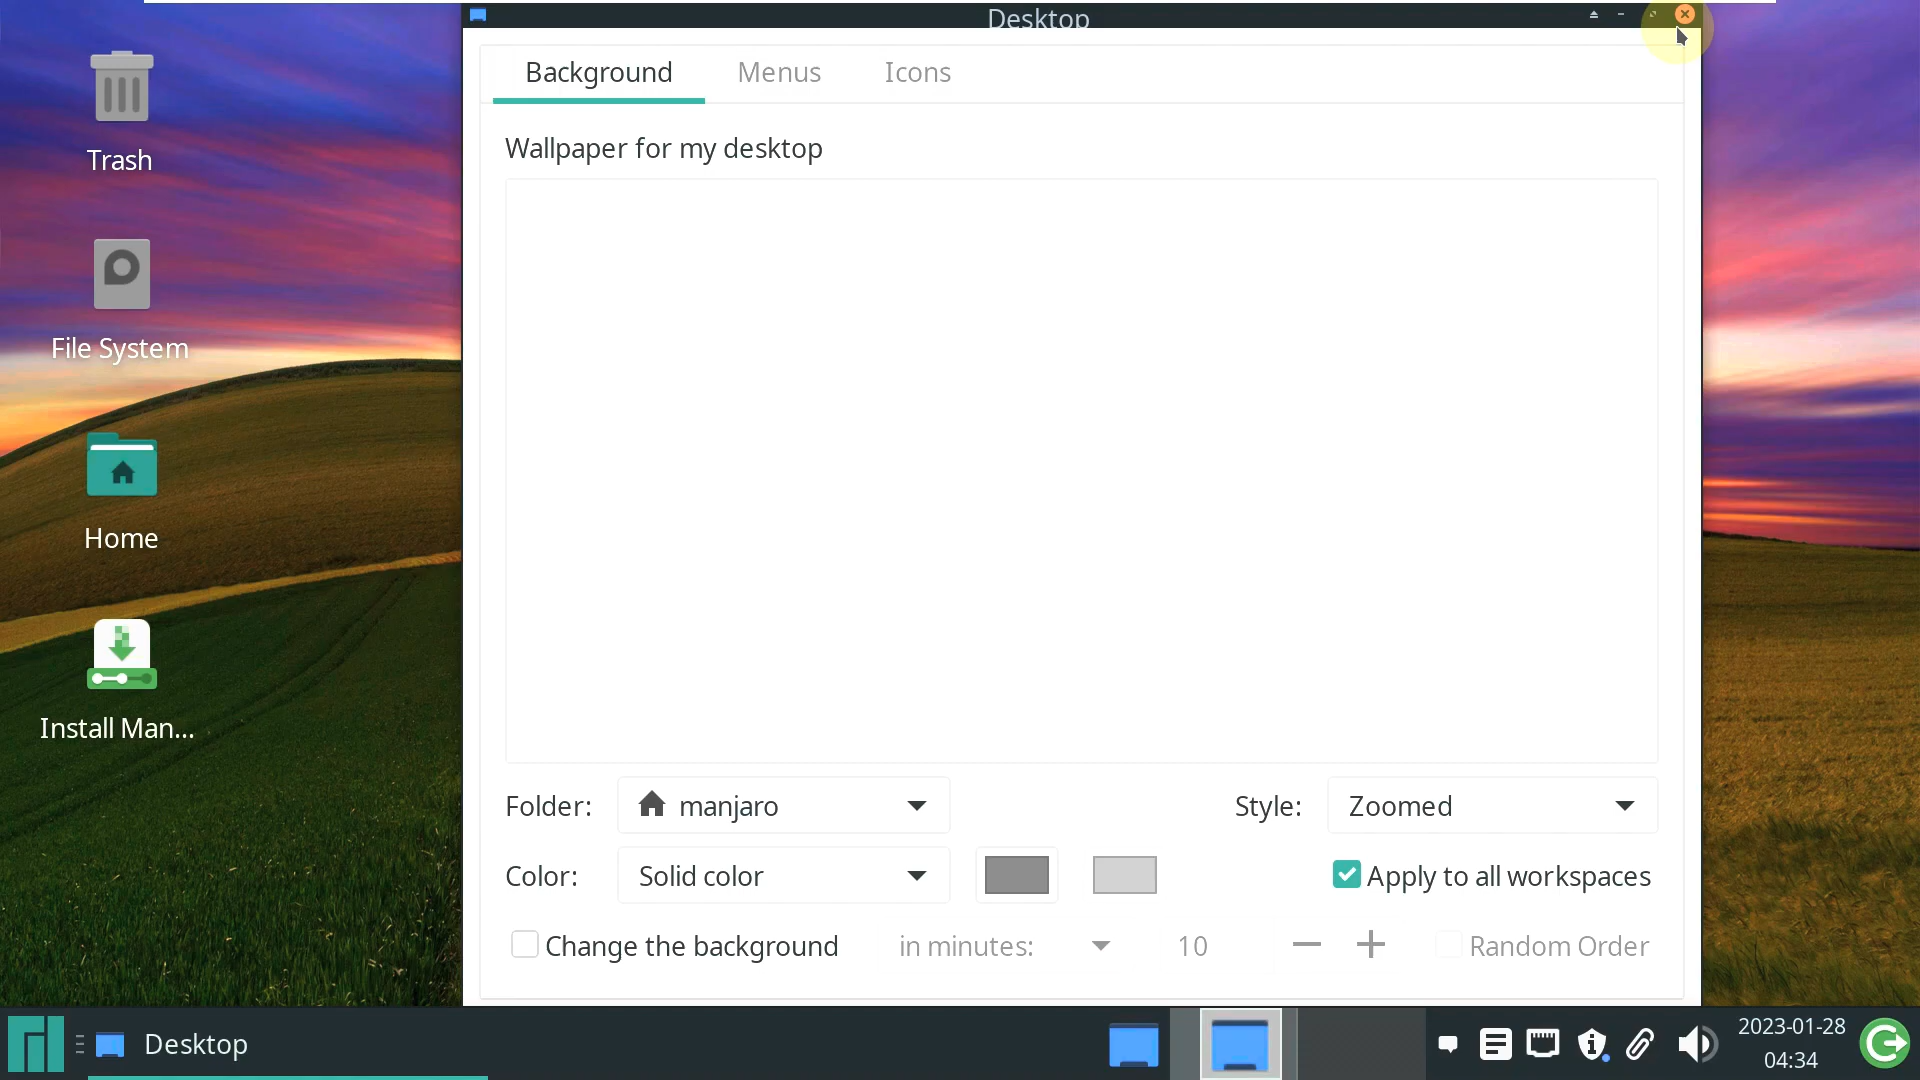 Desktop
Background Menus Icons
Wallpaper for my desktop
Trash
File System
Home
Install Man...
Folder: manjaro Style: Zoomed
Color: Solid color Apply to all workspaces
Change the background in minutes: 10 Random Order
Desktop
2023-01-28
04:34